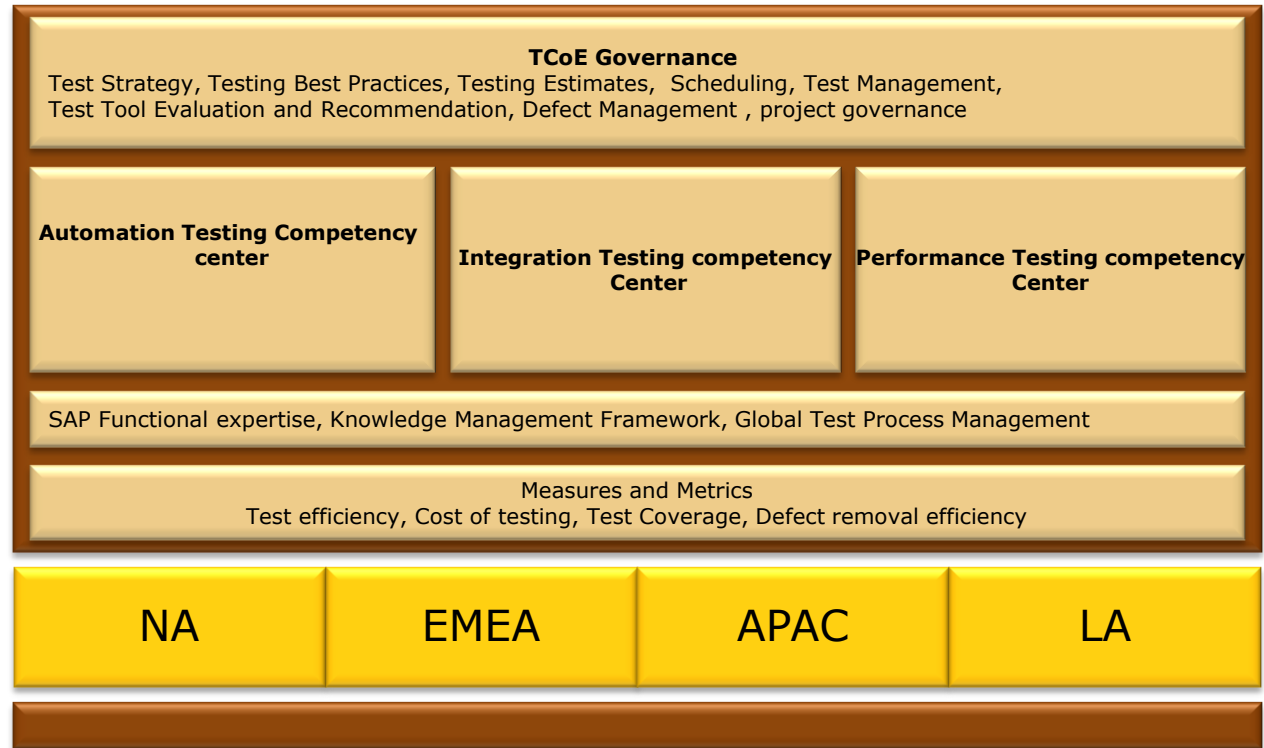 TCoE Governance
Test Strategy, Testing Best Practices, Testing Estimates,  Scheduling, Test Management,
Test Tool Evaluation and Recommendation, Defect Management , project governance
Automation Testing Competency
center
Integration Testing competency
Center
Performance Testing competency
Center
SAP Functional expertise, Knowledge Management Framework, Global Test Process Management
Measures and Metrics
Test efficiency, Cost of testing, Test Coverage, Defect removal efficiency
NA
EMEA
APAC
LA